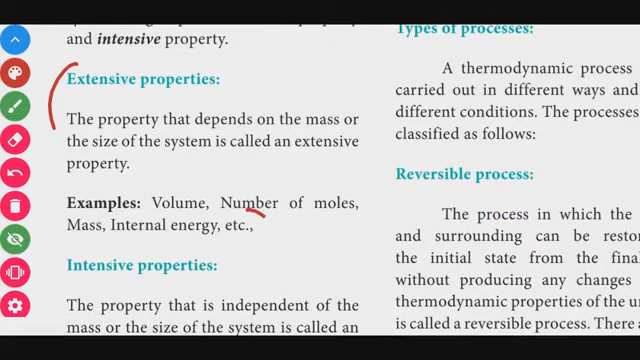 and intensive property.
Extensive properties:
The property that depends on the mass or
the size of the system is called an extensive
property.
Examples: Volume, Number of moles,
Mass, Internal energy, etc.,
Intensive properties:
The property that is independent of the
mass or the size of the system is called an
Types of processes:
A thermodynamic process
carried out in different ways and
different conditions. The processes
classified as follows:
Reversible process:
The process in which the
and surrounding can be restor
the initial state from the final
without producing any changes
thermodynamic properties of the u
is called a reversible process. There a